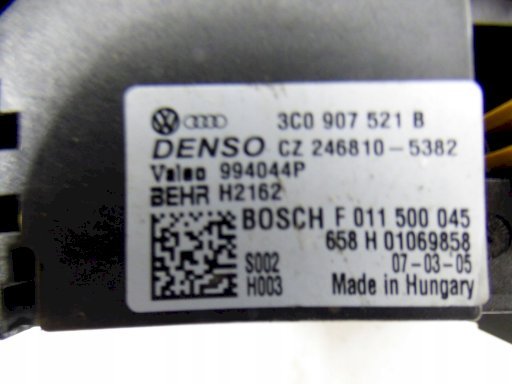 3C0 907 521 B
DENSO CZ 246810-5382
Valeo 994044P
BEHR H2162
BOSCH F 011 500 045
658 H 01069858
S002 07-03-05
H003 Made in Hungary